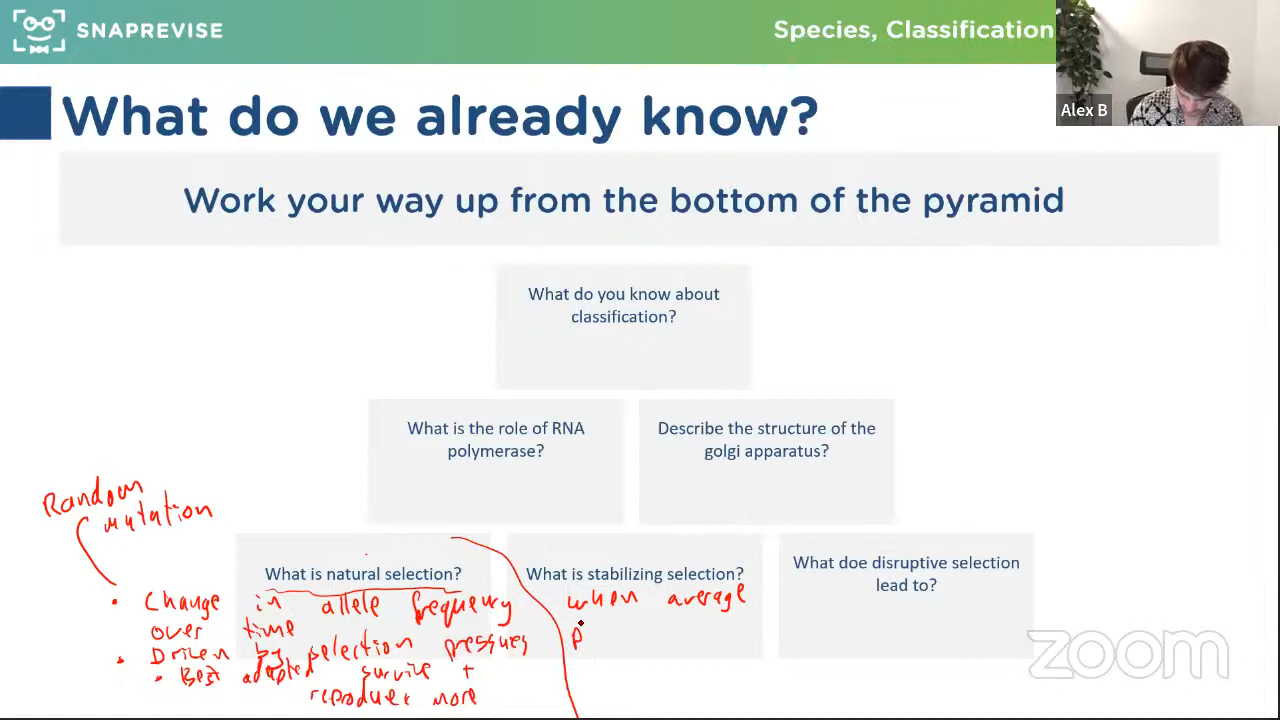 SNAPREVISE
Species, Classification
Alex B
What do we already know?
Work your way up from the bottom of the pyramid
What do you know about
classification?
What is the role of RNA
polymerase?
Describe the structure of the
golgi apparatus?
Random
mutation
What is natural selection?
• Change in allele frequency
over time
• Driven by selection pressues
• Best adapted survive +
reproduce more
What is stabilizing selection?
when average
p
What doe disruptive selection
lead to?
zoom